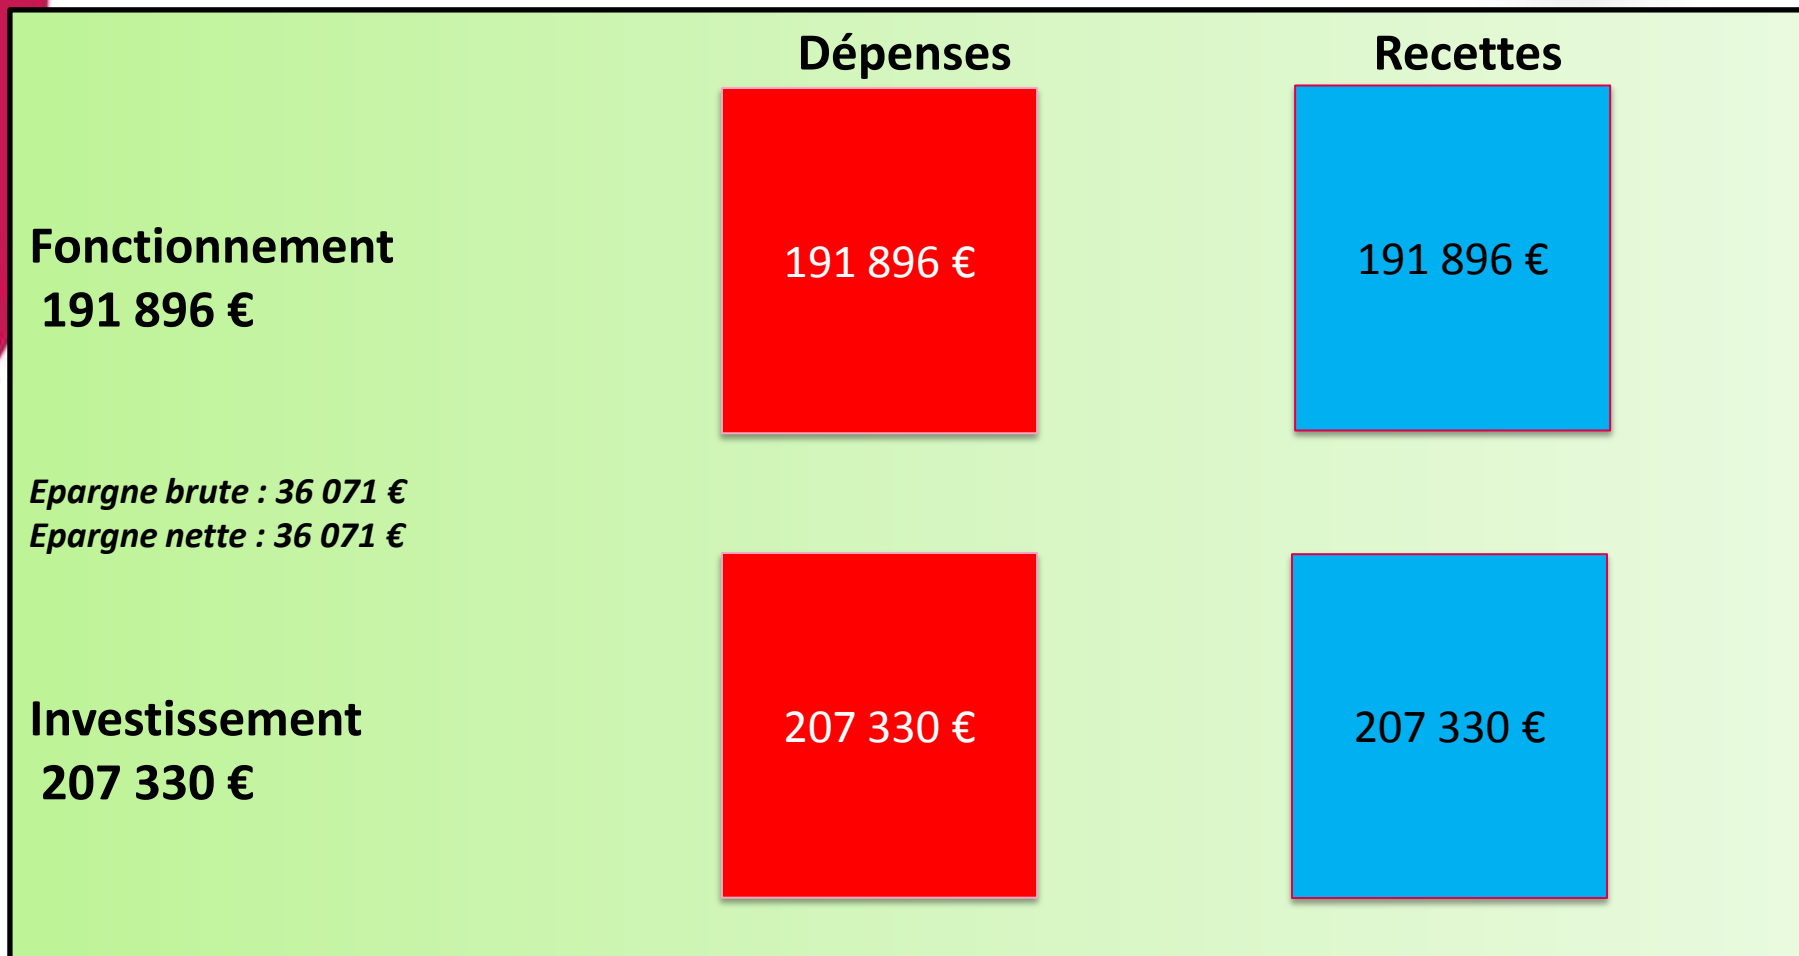 Dépenses Recettes
Fonctionnement
191 896 €
191 896 €
191 896 €
Epargne brute : 36 071 €
Epargne nette : 36 071 €
Investissement
207 330 €
207 330 €
207 330 €